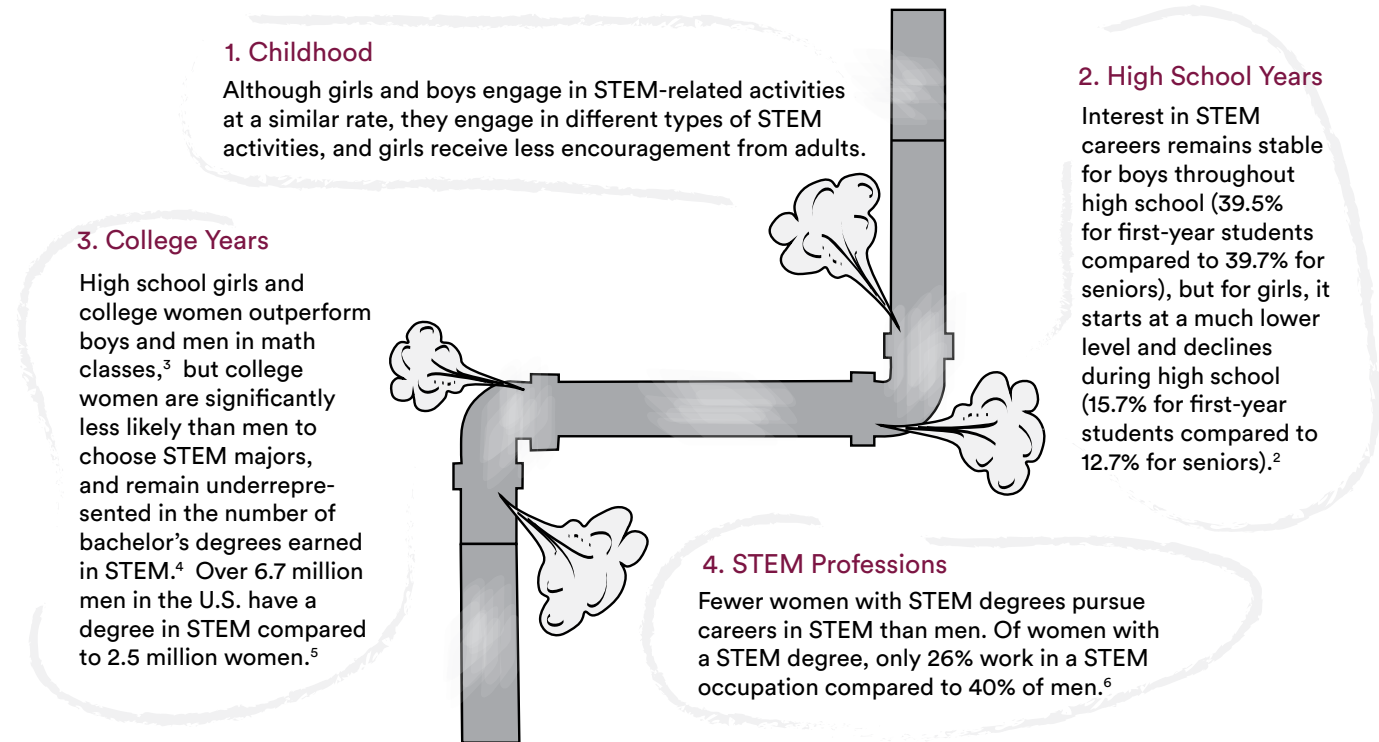 1. Childhood
Although girls and boys engage in STEM-related activities
at a similar rate, they engage in different types of STEM
activities, and girls receive less encouragement from adults.
2. High School Years
Interest in STEM
careers remains stable
for boys throughout
high school (39.5%
for first-year students
compared to 39.7% for
seniors), but for girls, it
starts at a much lower
level and declines
during high school
(15.7% for first-year
students compared to
12.7% for seniors).²
3. College Years
High school girls and
college women outperform
boys and men in math
classes,³ but college
women are significantly
less likely than men to
choose STEM majors,
and remain underrepre-
sented in the number of
bachelor’s degrees earned
in STEM.⁴ Over 6.7 million
men in the U.S. have a
degree in STEM compared
to 2.5 million women.⁵
4. STEM Professions
Fewer women with STEM degrees pursue
careers in STEM than men. Of women with
a STEM degree, only 26% work in a STEM
occupation compared to 40% of men.⁶